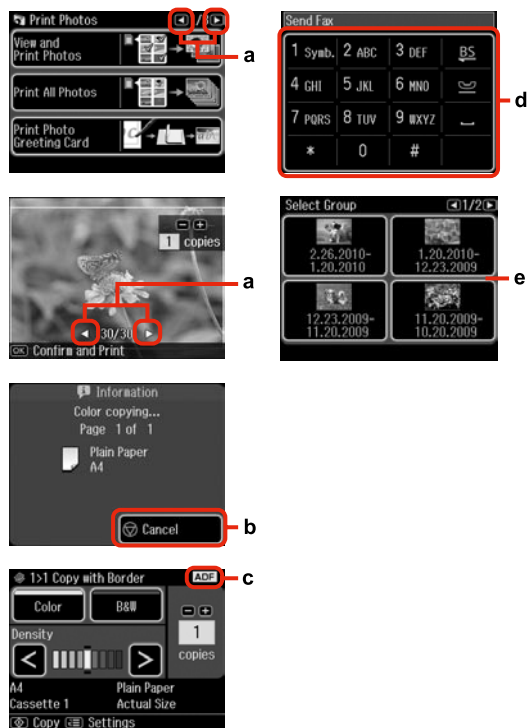 Print Photos
/3
View and
Print Photos
Print All Photos
Print Photo
Greeting Card
a
Send Fax
1 Symb. 2 ABC 3 DEF BS
4 GHI 5 JKL 6 MNO
7 PQRS 8 TUV 9 WXYZ
* 0 #
d
1 copies
30/30
OK Confirm and Print
a
Select Group 1/2
2.26.2010-
1.20.2010
1.20.2010-
12.23.2009
12.23.2009-
11.20.2009
11.20.2009-
10.20.2009
e
Information
Color copying...
Page 1 of 1
Plain Paper
A4
Cancel
b
1>1 Copy with Border ADF
c
Color B&W
Density
1
copies
A4 Plain Paper
Cassette 1 Actual Size
Copy Settings